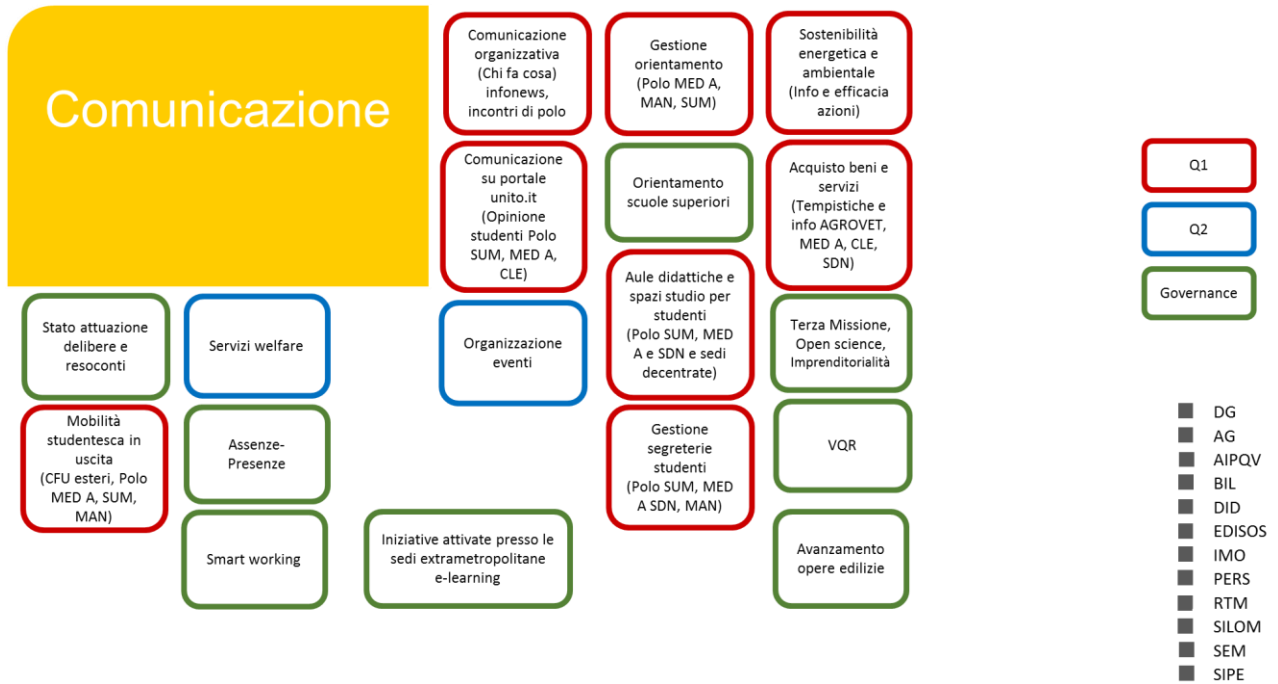 Comunicazione
Comunicazione
organizzativa
(Chi fa cosa)
infonews,
incontri di polo
Gestione
orientamento
(Polo MED A,
MAN, SUM)
Sostenibilità
energetica e
ambientale
(Info e efficacia
azioni)
Comunicazione
su portale
unito.it
(Opinione
studenti Polo
SUM, MED A,
CLE)
Orientamento
scuole superiori
Acquisto beni e
servizi
(Tempistiche e
info AGROVET,
MED A, CLE,
SDN)
Aule didattiche e
spazi studio per
studenti
(Polo SUM, MED
A e SDN e sedi
decentrate)
Stato attuazione
delibere e
resoconti
Servizi welfare
Organizzazione
eventi
Terza Missione,
Open science,
Imprenditorialità
Mobilità
studentesca in
uscita
(CFU esteri, Polo
MED A, SUM,
MAN)
Assenze-
Presenze
Gestione
segreterie
studenti
(Polo SUM, MED
A SDN, MAN)
VQR
Smart working
Iniziative attivate presso le
sedi extrametropolitane
e-learning
Avanzamento
opere edilizie
Q1
Q2
Governance
DG
AG
AIPQV
BIL
DID
EDISOS
IMO
PERS
RTM
SILOM
SEM
SIPE